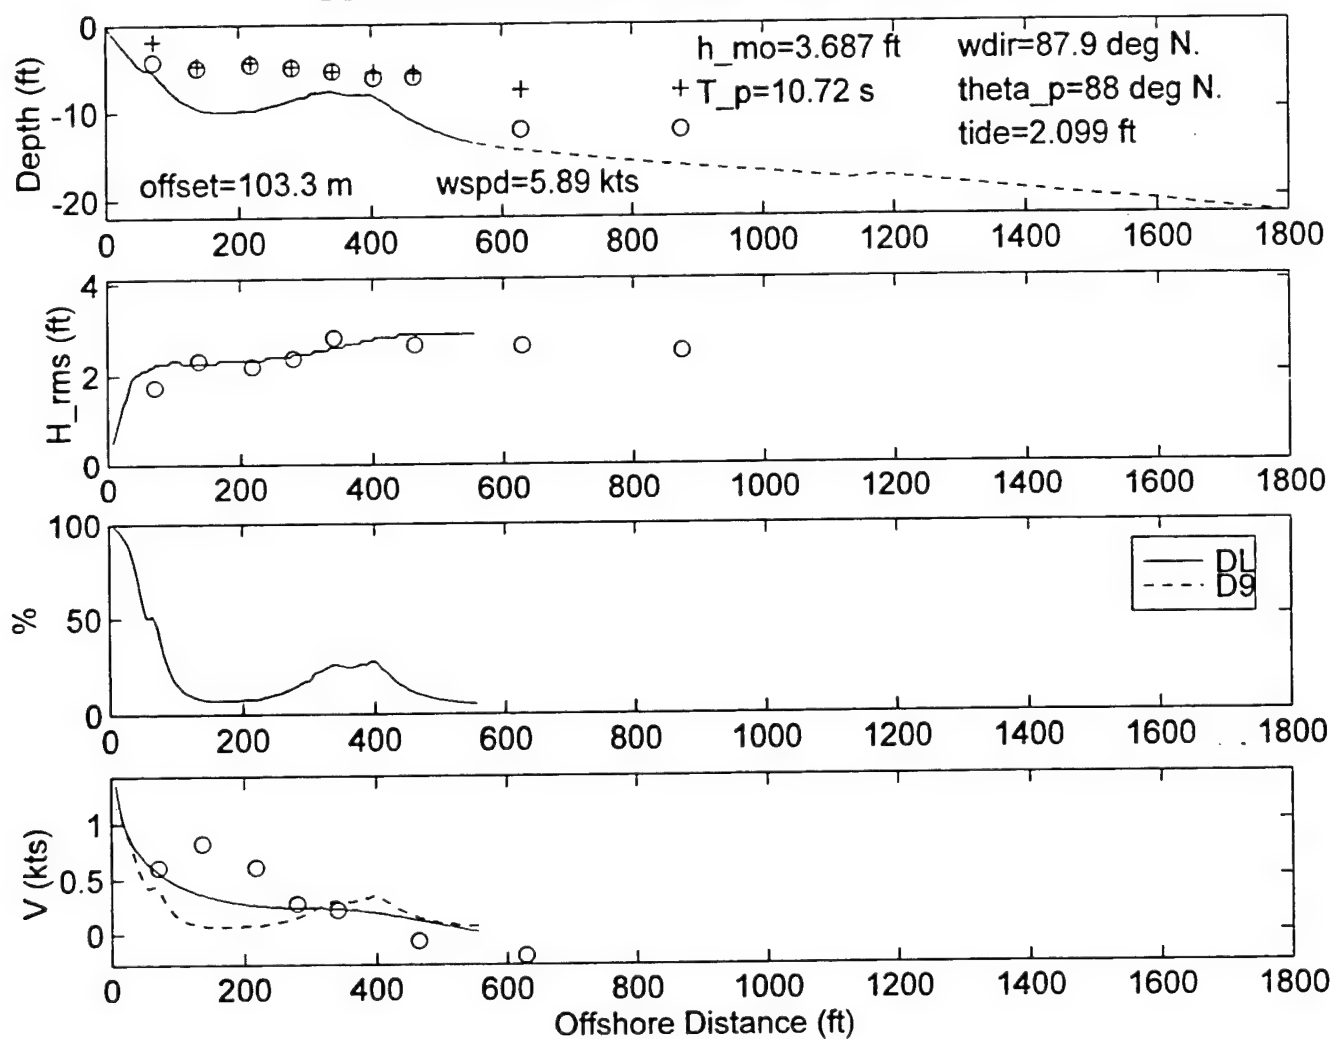 0
-10
-20
Depth (ft)
h_mo=3.687 ft
wdir=87.9 deg N.
T_p=10.72 s
theta_p=88 deg N.
tide=2.099 ft
offset=103.3 m
wspd=5.89 kts
0 200 400 600 800 1000 1200 1400 1600 1800
4
2
0
H_rms (ft)
0 200 400 600 800 1000 1200 1400 1600 1800
100
50
0
%
DL
D9
0 200 400 600 800 1000 1200 1400 1600 1800
1
0.5
0
V (kts)
0 200 400 600 800 1000 1200 1400 1600 1800
Offshore Distance (ft)